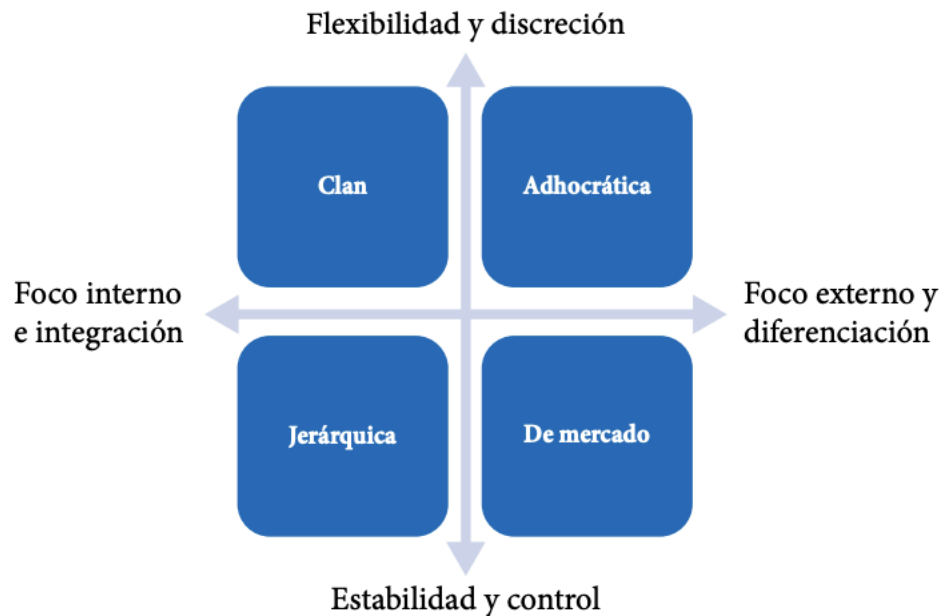 Flexibilidad y discreción
Clan
Adhocrática
Foco interno
e integración
Foco externo y
diferenciación
Jerárquica
De mercado
Estabilidad y control